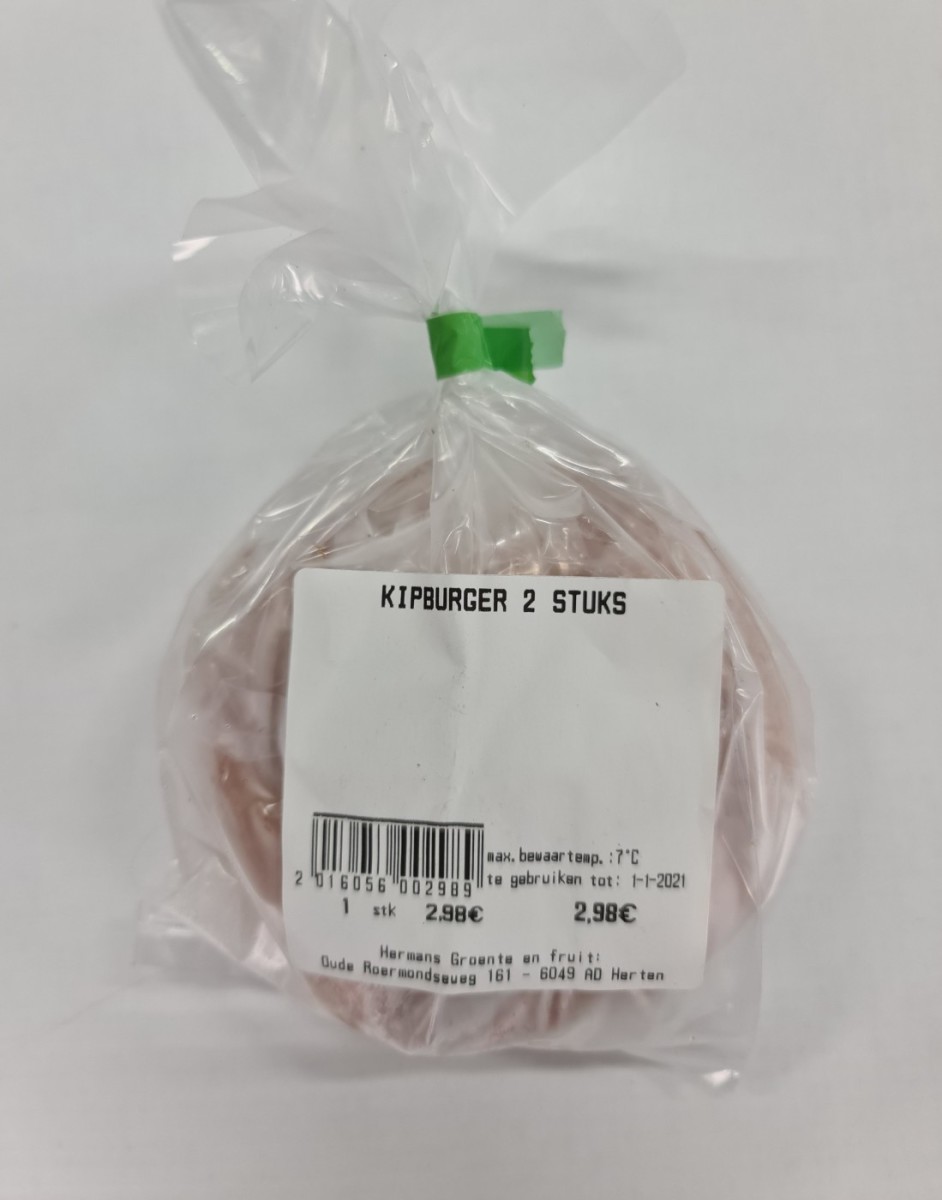 KIPBURGER 2 STUKS
max. bewaartemp. :7°C
2 016056 002989
te gebruiken tot: 1-1-2021
1 stk 2,98€ 2,98€
Hermans Groente en fruit:
Oude Roermondseweg 161 - 6049 AD Herten